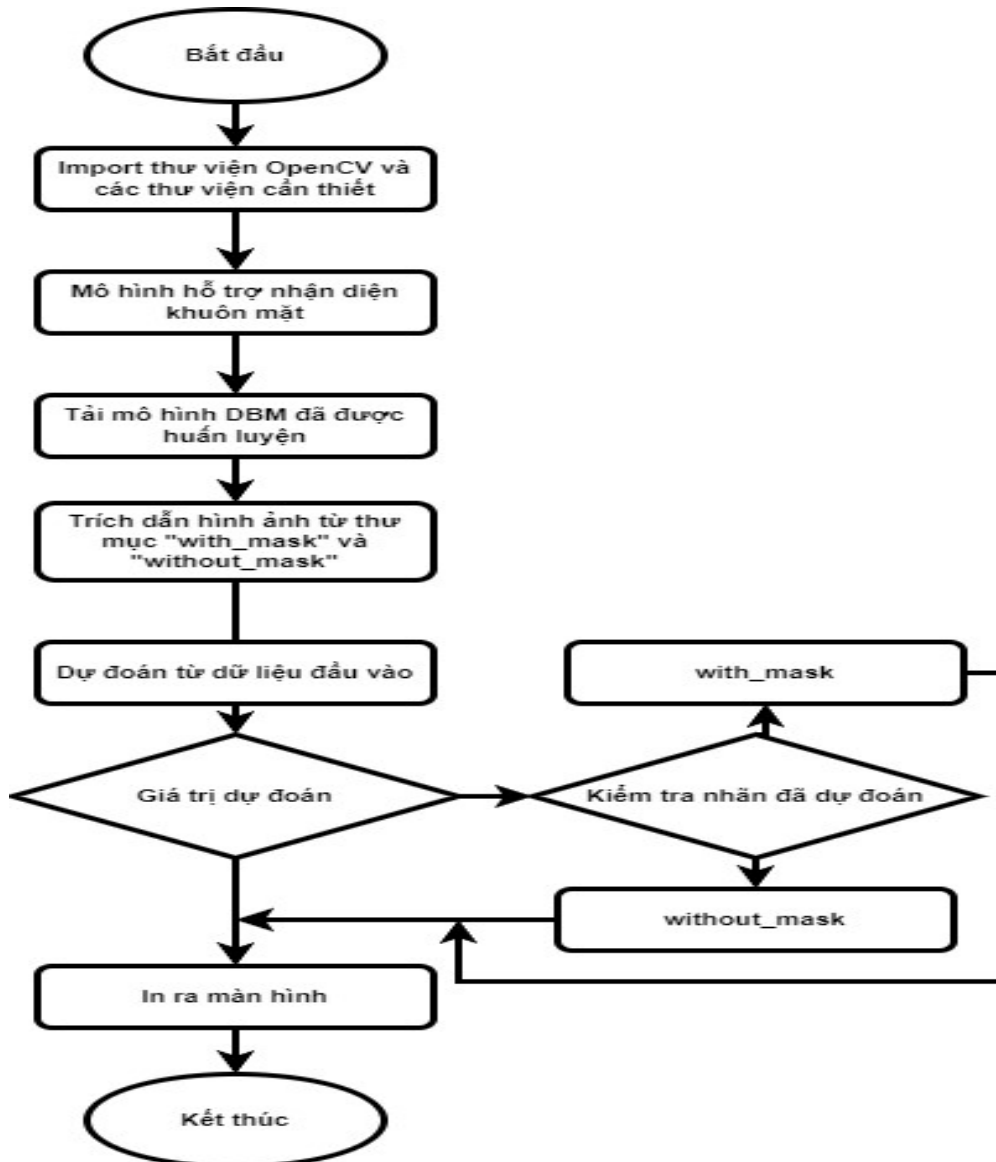 Bắt đầu
Import thư viện OpenCV và
các thư viện cần thiết
Mô hình hỗ trợ nhận diện
khuôn mặt
Tải mô hình DBM đã được
huấn luyện
Trích dẫn hình ảnh từ thư
mục "with_mask" và
"without_mask"
Dự đoán từ dữ liệu đầu vào
with_mask
Giá trị dự đoán
Kiểm tra nhãn đã dự đoán
without_mask
In ra màn hình
Kết thúc